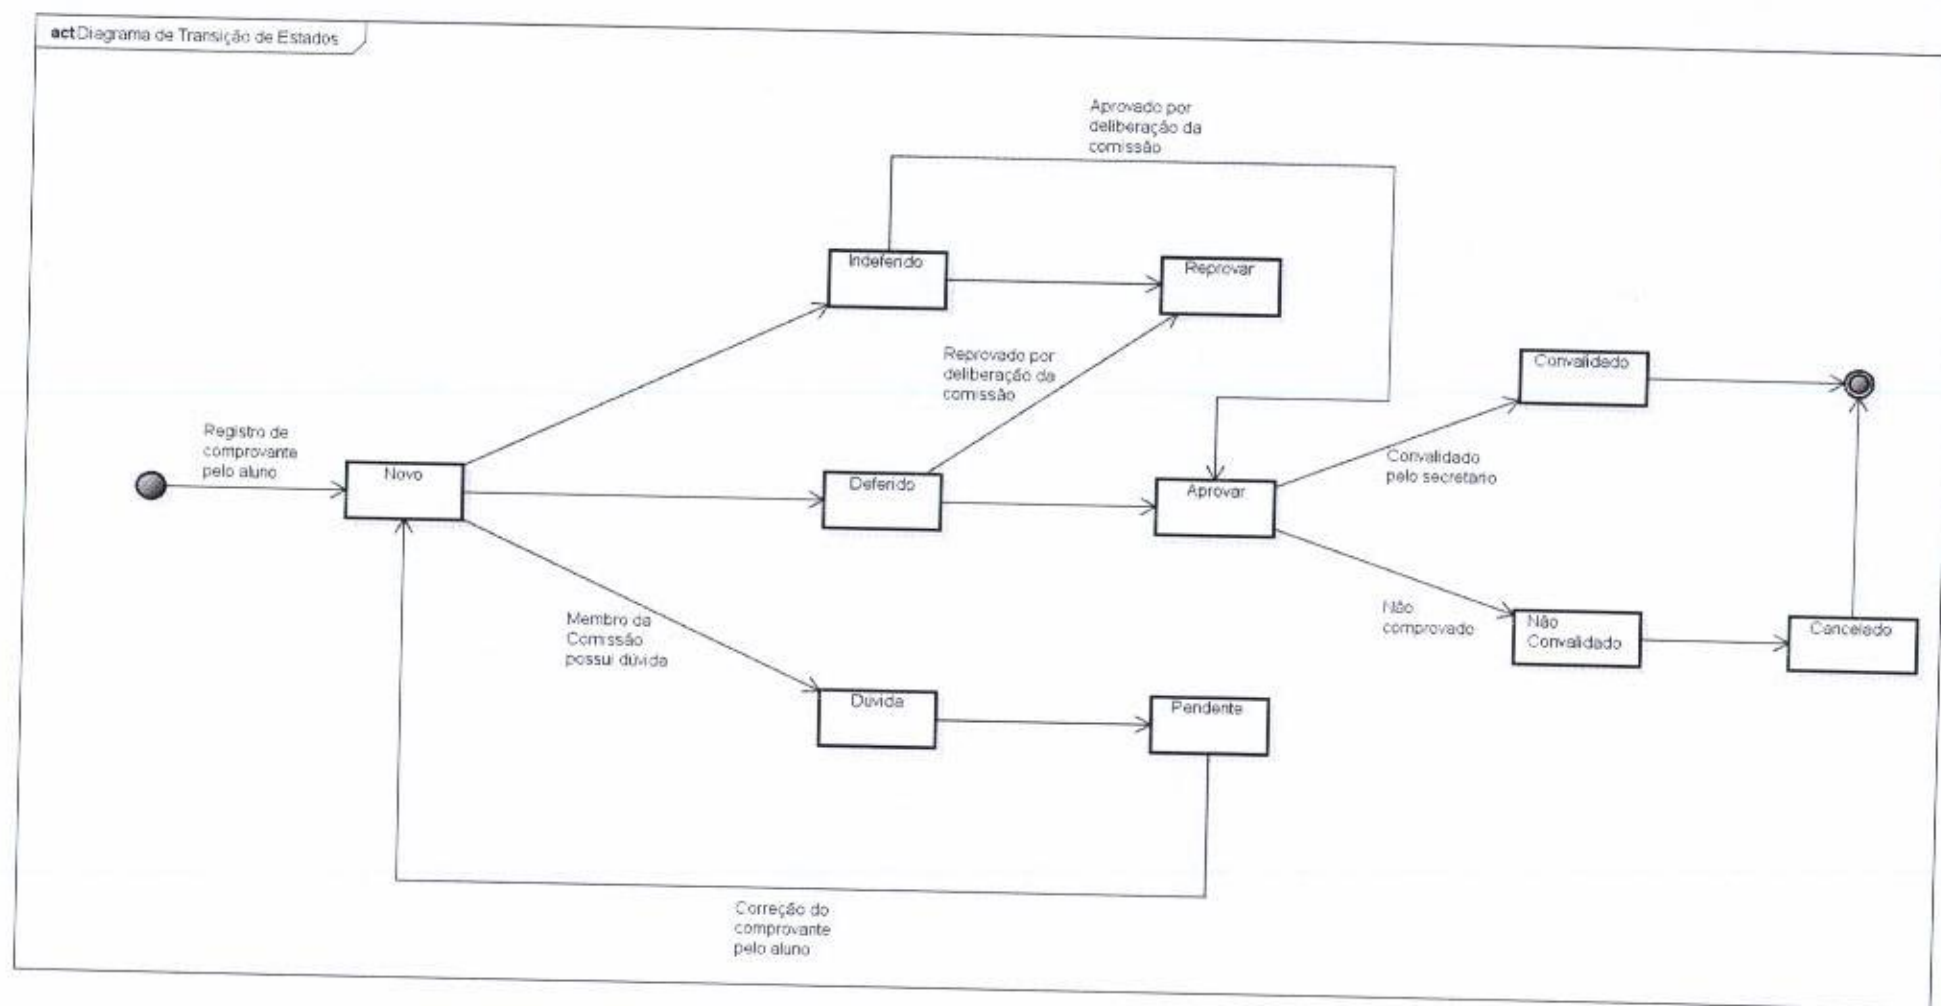 act Diagrama de Transição de Estados
Aprovado por
deliberação da
comissão
Indeferido
Reprovar
Reprovado por
deliberação da
comissão
Convalidado
Registro de
comprovante
pelo aluno
Novo
Deferido
Aprovar
Convalidado
pelo secretario
Não
comprovado
Não
Convalidado
Cancelado
Membro da
Comissão
possui dúvida
Dúvida
Pendente
Correção do
comprovante
pelo aluno